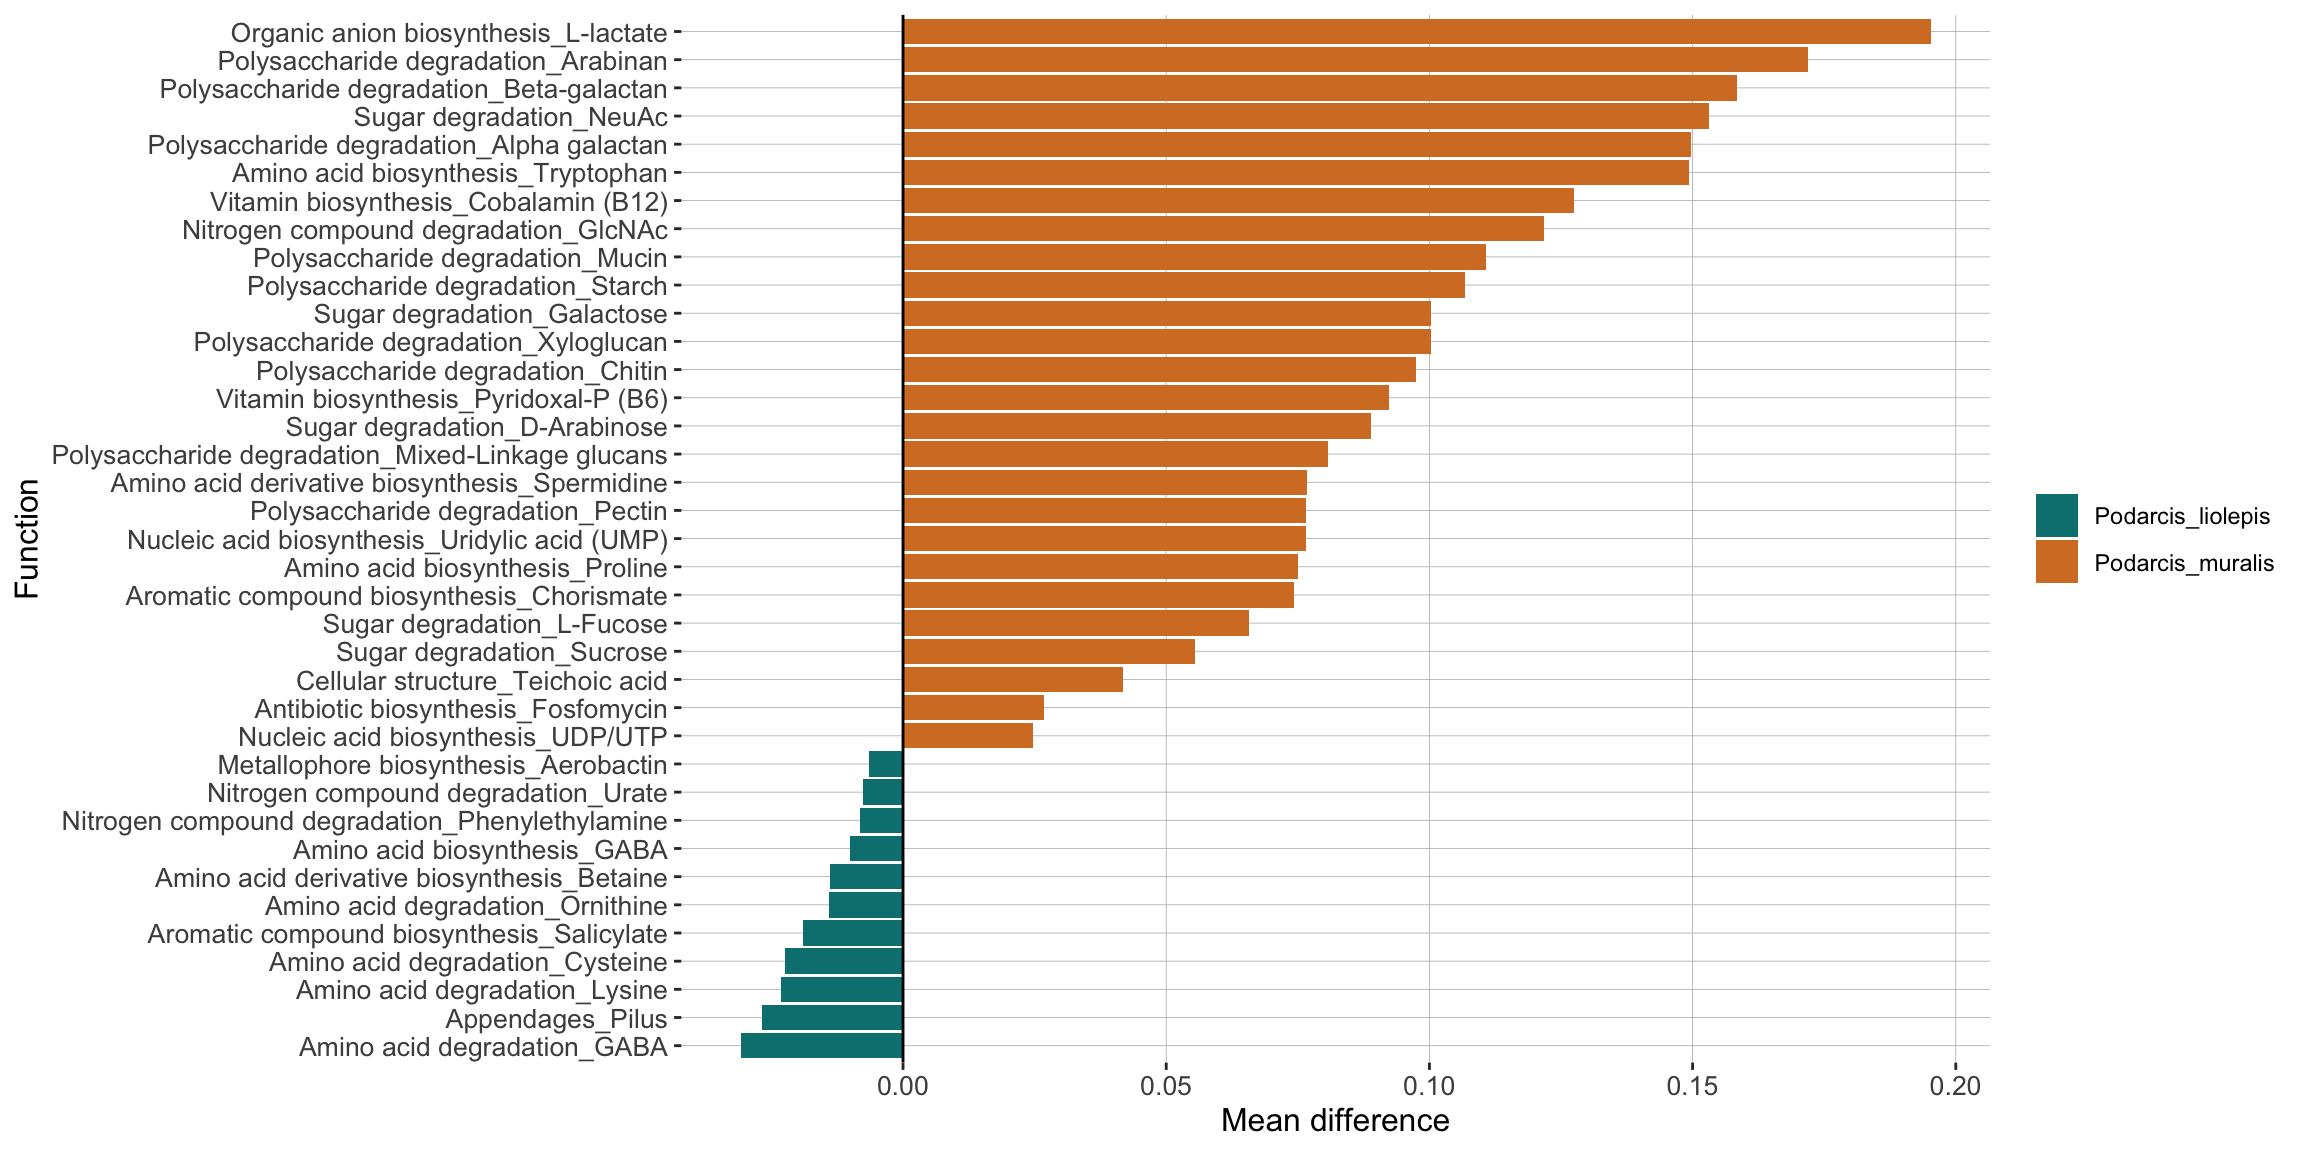 Organic anion biosynthesis_L-lactate
Polysaccharide degradation_Arabinan
Polysaccharide degradation_Beta-galactan
Sugar degradation_NeuAc
Polysaccharide degradation_Alpha galactan
Amino acid biosynthesis_Tryptophan
Vitamin biosynthesis_Cobalamin (B12)
Nitrogen compound degradation_GlcNAc
Polysaccharide degradation_Mucin
Polysaccharide degradation_Starch
Sugar degradation_Galactose
Polysaccharide degradation_Xyloglucan
Polysaccharide degradation_Chitin
Vitamin biosynthesis_Pyridoxal-P (B6)
Sugar degradation_D-Arabinose
Polysaccharide degradation_Mixed-Linkage glucans
Amino acid derivative biosynthesis_Spermidine
Polysaccharide degradation_Pectin
Nucleic acid biosynthesis_Uridylic acid (UMP)
Amino acid biosynthesis_Proline
Aromatic compound biosynthesis_Chorismate
Sugar degradation_L-Fucose
Sugar degradation_Sucrose
Cellular structure_Teichoic acid
Antibiotic biosynthesis_Fosfomycin
Nucleic acid biosynthesis_UDP/UTP
Metallophore biosynthesis_Aerobactin
Nitrogen compound degradation_Urate
Nitrogen compound degradation_Phenylethylamine
Amino acid biosynthesis_GABA
Amino acid derivative biosynthesis_Betaine
Amino acid degradation_Ornithine
Aromatic compound biosynthesis_Salicylate
Amino acid degradation_Cysteine
Amino acid degradation_Lysine
Appendages_Pilus
Amino acid degradation_GABA
Function
0.00 0.05 0.10 0.15 0.20
Mean difference
Podarcis_liolepis
Podarcis_muralis